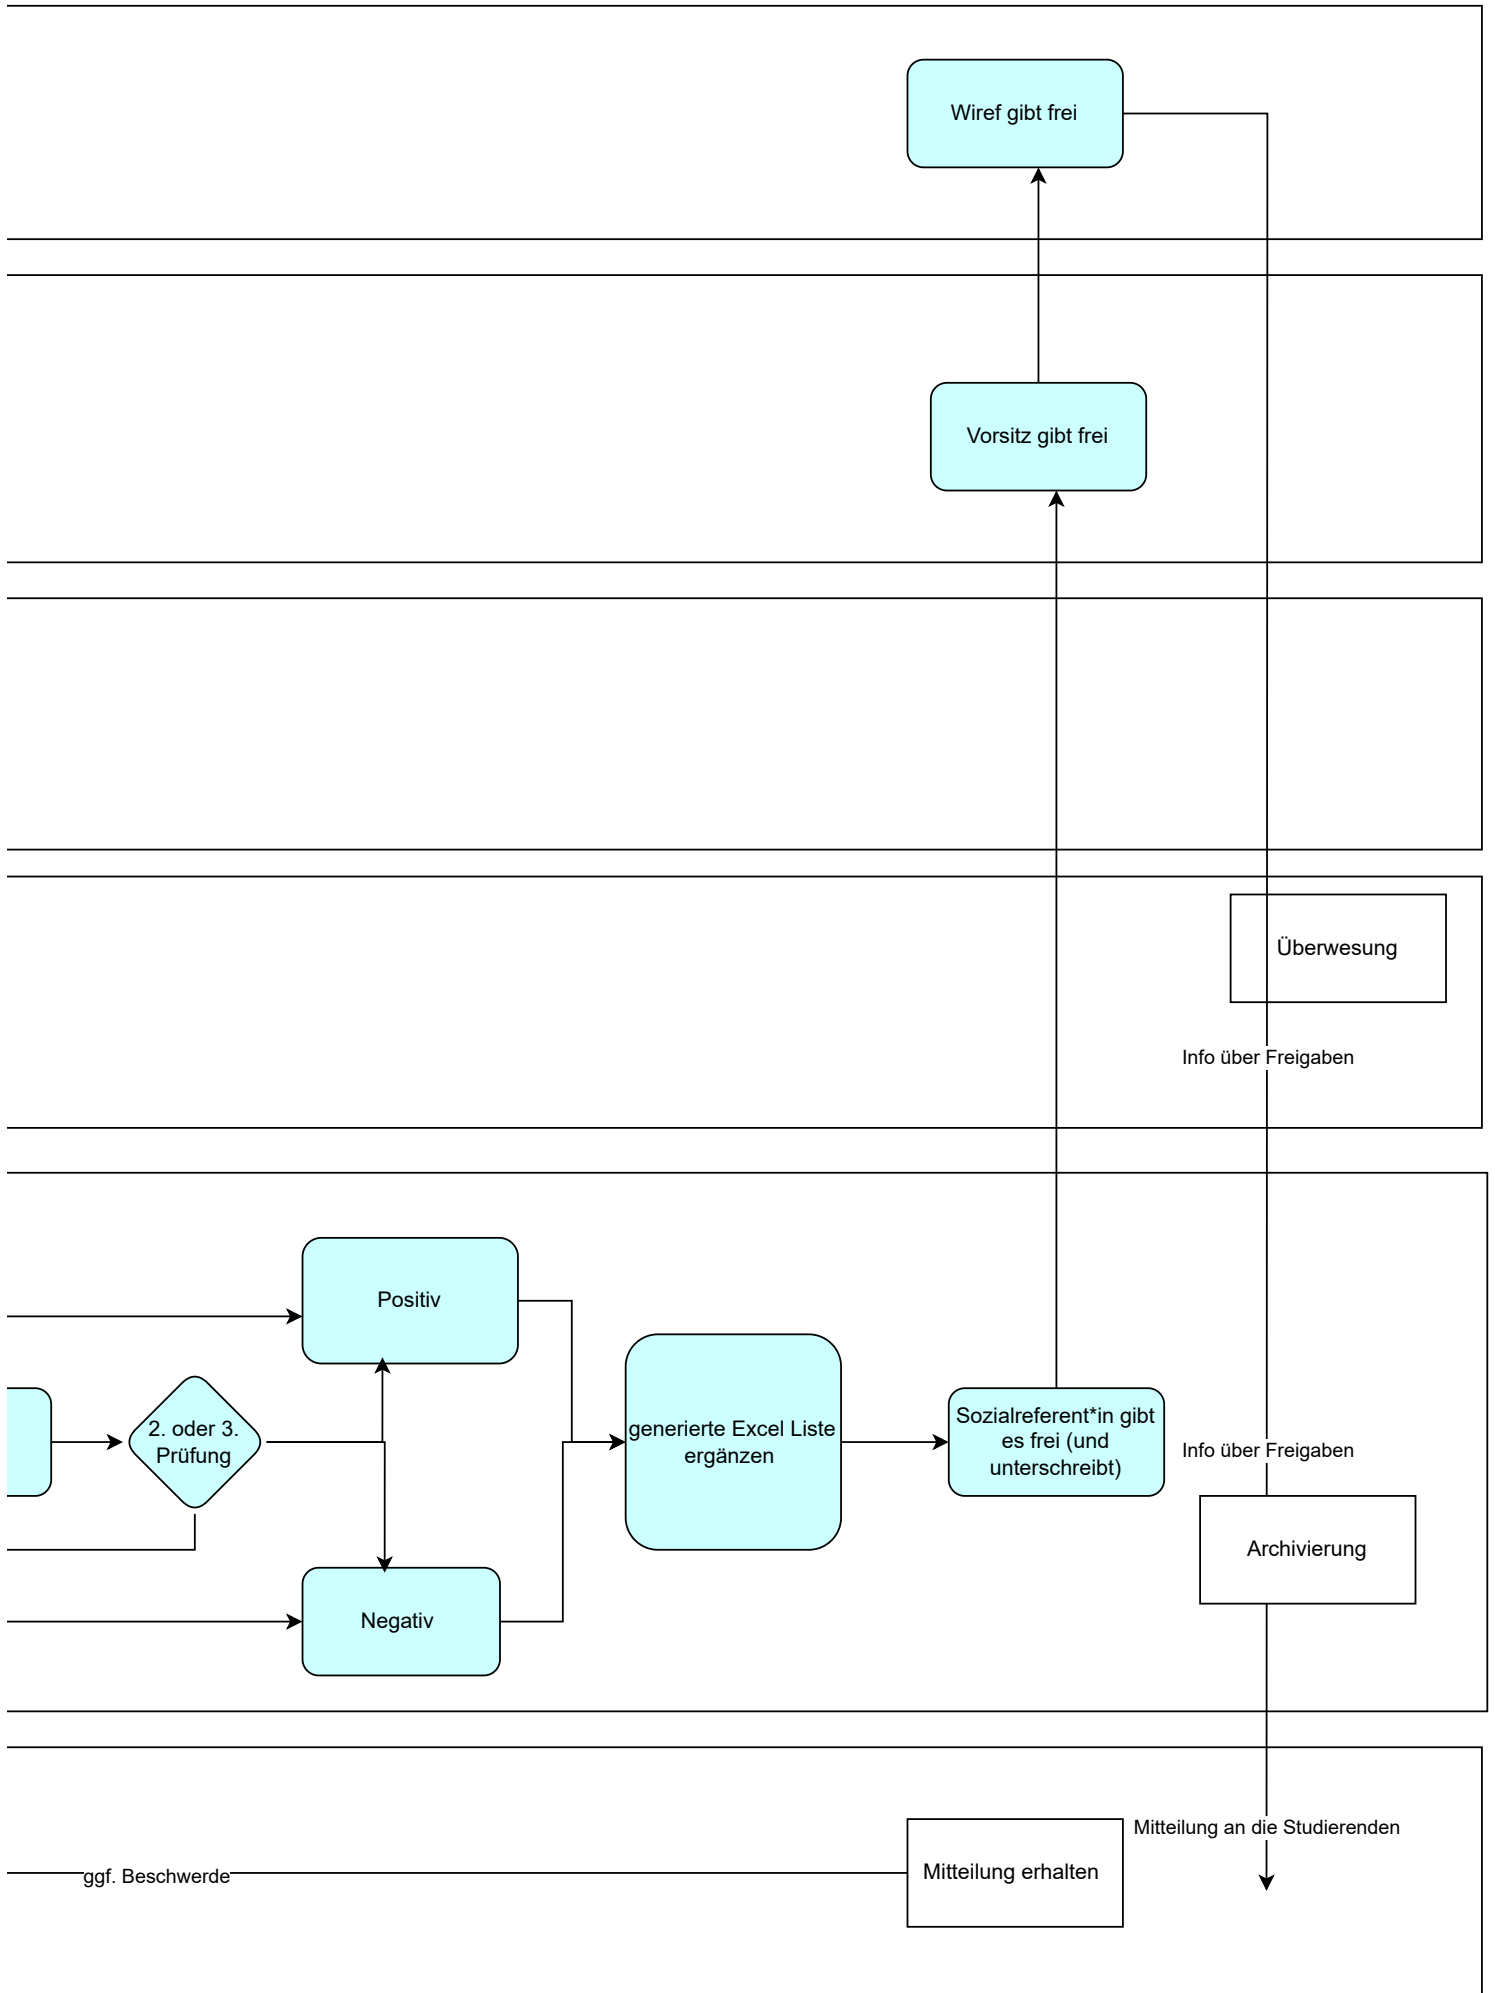 Wiref gibt frei
Vorsitz gibt frei
Überwesung
Info über Freigaben
Positiv
2. oder 3.
Prüfung
generierte Excel Liste
ergänzen
Sozialreferent*in gibt
es frei (und
unterschreibt)
Info über Freigaben
Archivierung
Negativ
Mitteilung an die Studierenden
Mitteilung erhalten
ggf. Beschwerde